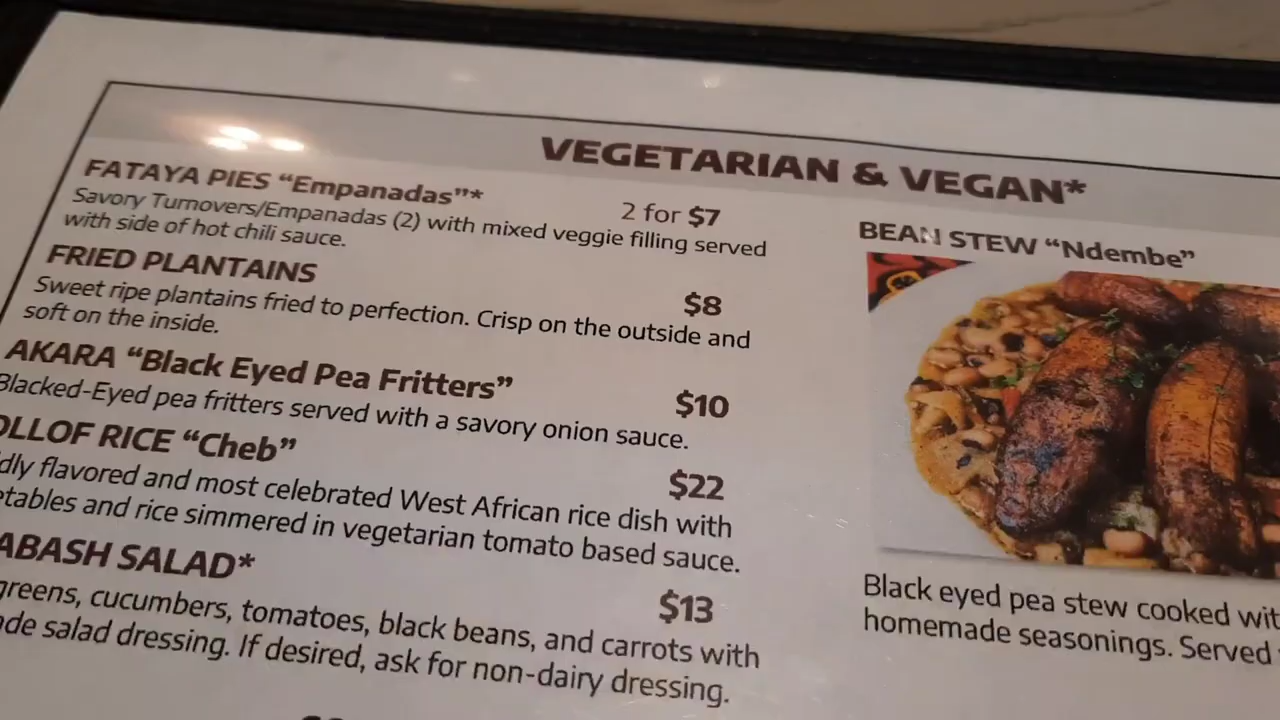 VEGETARIAN & VEGAN*
FATAYA PIES “Empanadas”* 2 for $7
Savory Turnovers/Empanadas (2) with mixed veggie filling served
with side of hot chili sauce.
FRIED PLANTAINS $8
Sweet ripe plantains fried to perfection. Crisp on the outside and
soft on the inside.
AKARA “Black Eyed Pea Fritters” $10
Blacked-Eyed pea fritters served with a savory onion sauce.
OLLOF RICE “Cheb” $22
dly flavored and most celebrated West African rice dish with
etables and rice simmered in vegetarian tomato based sauce.
ABASH SALAD* $13
greens, cucumbers, tomatoes, black beans, and carrots with
ade salad dressing. If desired, ask for non-dairy dressing.
BEAN STEW “Ndembe”
Black eyed pea stew cooked wit
homemade seasonings. Served